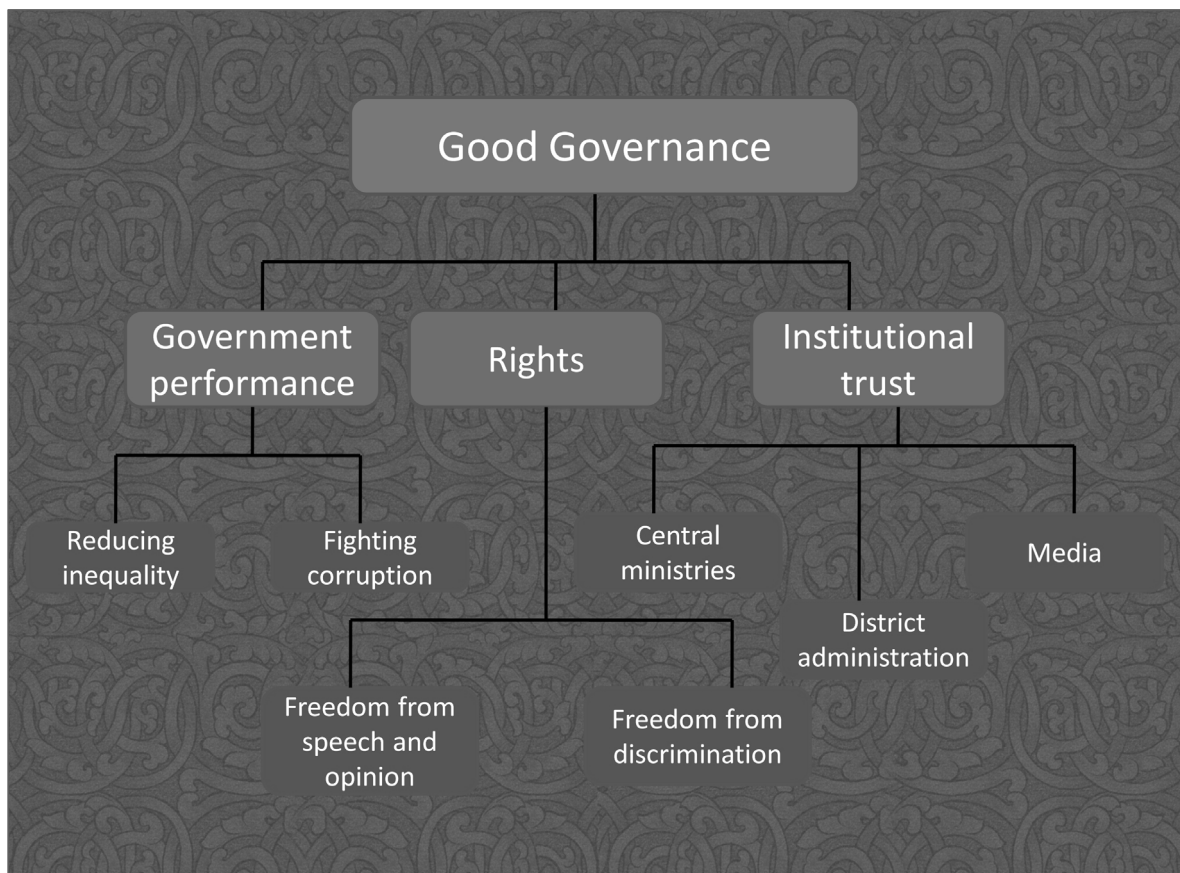 Good Governance
Government
performance
Rights
Institutional
trust
Reducing
inequality
Fighting
corruption
Central
ministries
Media
District
administration
Freedom from
speech and
opinion
Freedom from
discrimination